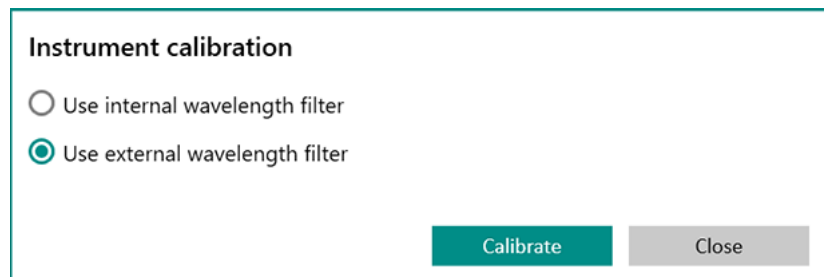 Instrument calibration
Use internal wavelength filter
Use external wavelength filter
Calibrate Close